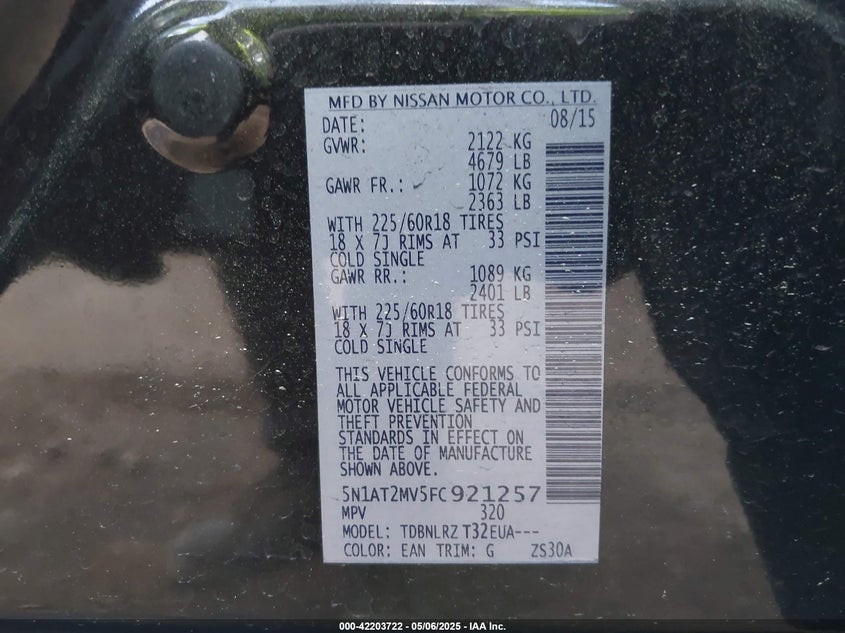 MFD BY NISSAN MOTOR CO., LTD.
DATE: 08/15
GVWR: 2122 KG
4679 LB
GAWR FR.: 1072 KG
2363 LB
WITH 225/60R18 TIRES
18 X 7J RIMS AT 33 PSI
COLD SINGLE
GAWR RR.: 1089 KG
2401 LB
WITH 225/60R18 TIRES
18 X 7J RIMS AT 33 PSI
COLD SINGLE
THIS VEHICLE CONFORMS TO
ALL APPLICABLE FEDERAL
MOTOR VEHICLE SAFETY AND
THEFT PREVENTION
STANDARDS IN EFFECT ON
THE DATE OF MANUFACTURE
SHOWN ABOVE.
5N1AT2MV5FC921257
MPV 320
MODEL: TDBNLRZ T32EUA---
COLOR: EAN TRIM: G ZS30A
000-42203722 - 05/06/2025 - IAA Inc.